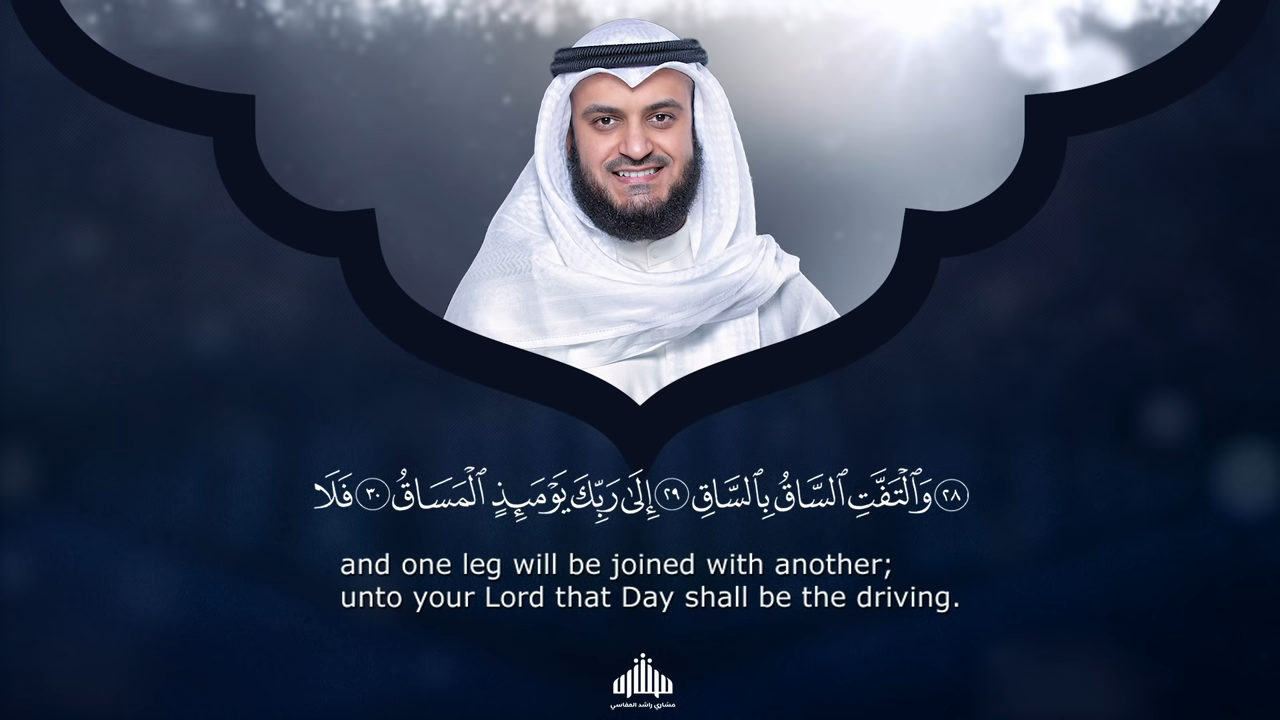 ٢٨ وَٱلْتَفَّتِ ٱلسَّاقُ بِٱلسَّاقِ ٢٩ إِلَىٰ رَبِّكَ يَوْمَئِذٍ ٱلْمَسَاقُ ٣٠ فَلَا
and one leg will be joined with another;
unto your Lord that Day shall be the driving.
مشاري راشد العفاسي